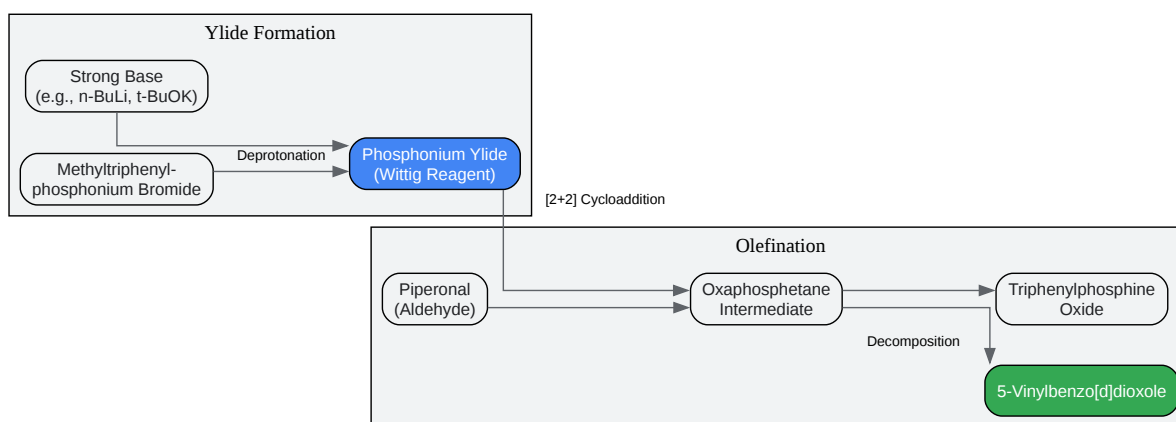 Ylide Formation
Strong Base
(e.g., n-BuLi, t-BuOK)
Deprotonation
Methyltriphenyl-
phosphonium Bromide
Phosphonium Ylide
(Wittig Reagent)
[2+2] Cycloaddition
Olefination
Piperonal
(Aldehyde)
Oxaphosphetane
Intermediate
Triphenylphosphine
Oxide
Decomposition
5-Vinylbenzo[d]dioxole